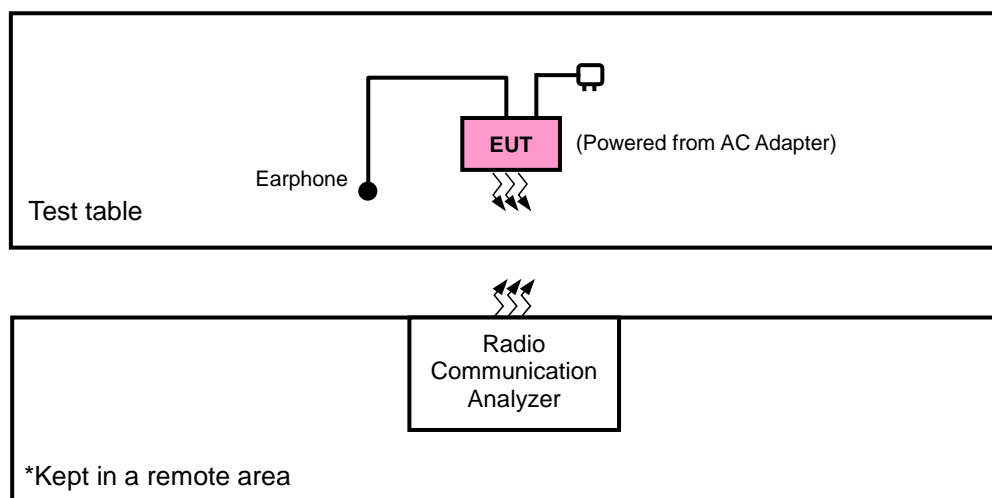 EUT
(Powered from AC Adapter)
Earphone
Test table
Radio
Communication
Analyzer
*Kept in a remote area